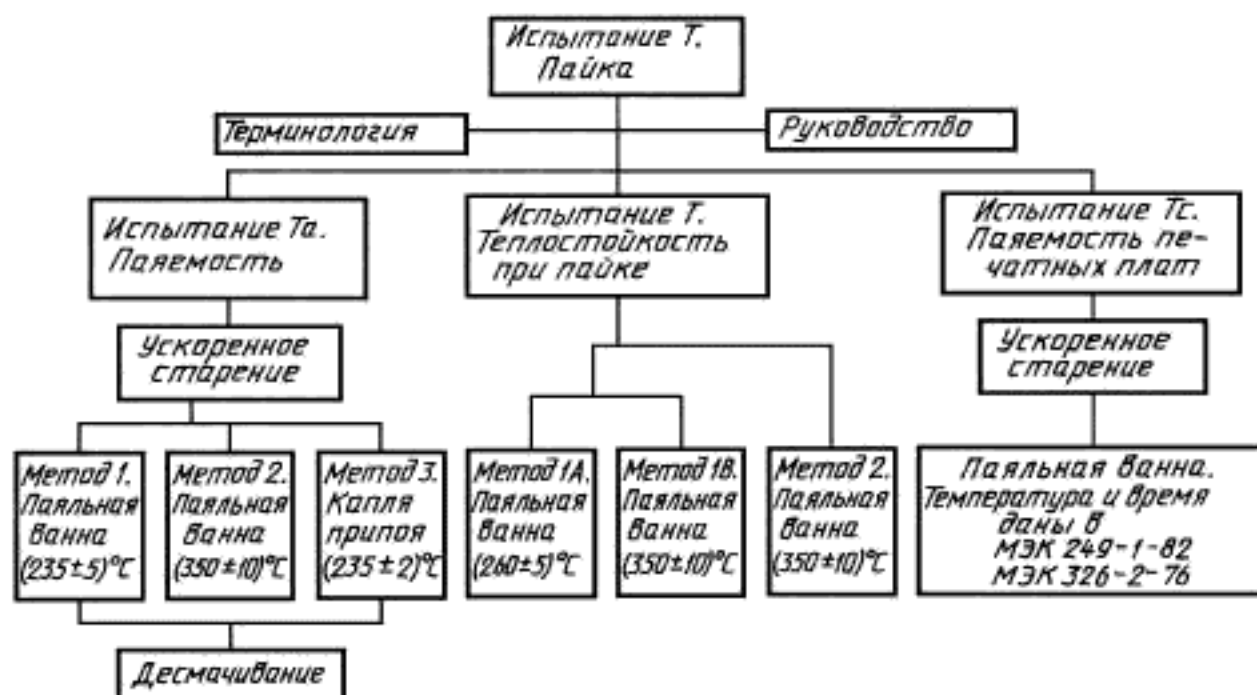 Испытание Т.
Пайка
Терминология
Руководство
Испытание Та.
Паяемость
Испытание Т.
Теплостойкость
при пайке
Испытание Тс.
Паяемость пе-
чатных плат
Ускоренное
старение
Ускоренное
старение
Метод 1.
Паяльная
ванна
(235±5)°С
Метод 2.
Паяльная
ванна
(350±10)°С
Метод 3.
Капля
припоя
(235±2)°С
Метод 1А.
Паяльная
ванна
(260±5)°С
Метод 1В.
Паяльная
ванна
(350±10)°С
Метод 2.
Паяльная
ванна
(350±10)°С
Паяльная ванна.
Температура и время
даны в
МЭК 249-1-82
МЭК 326-2-76
Десмачивание